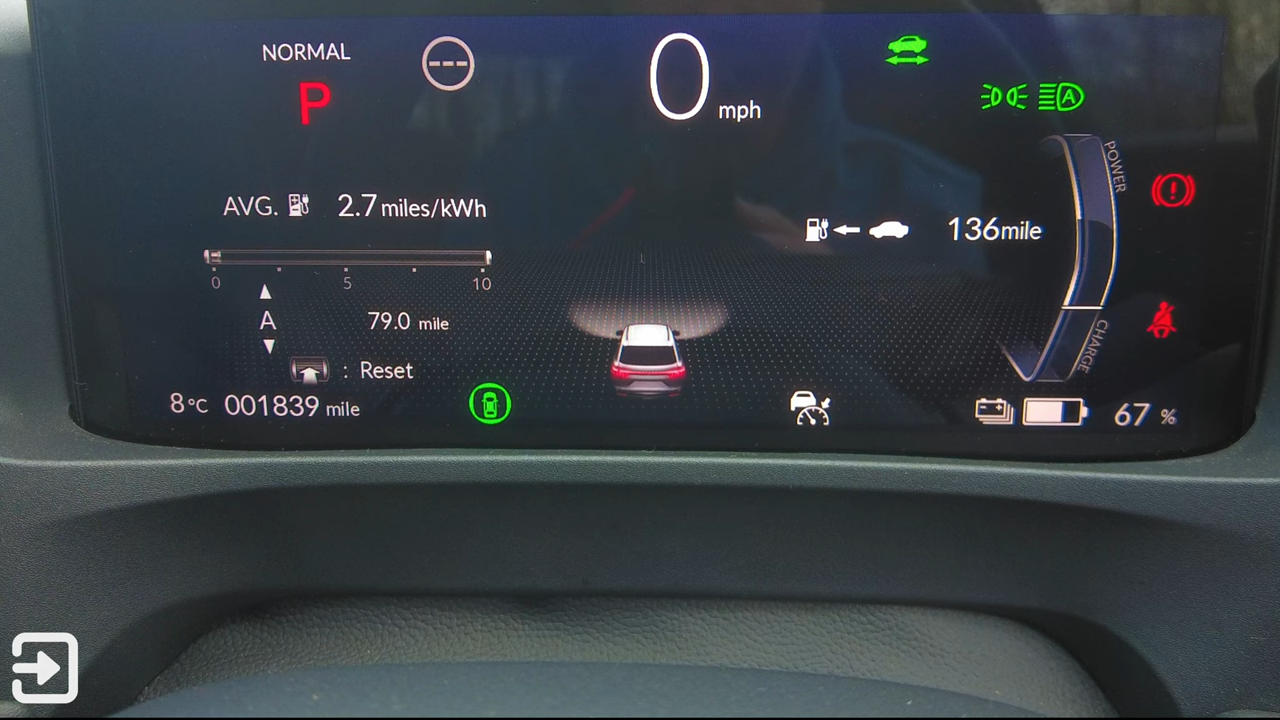 NORMAL
P
---
0 mph
A
POWER
AVG. 2.7 miles/kWh
136mile
0 5 10
A 79.0 mile
: Reset
CHARGE
8°C 001839 mile
67 %